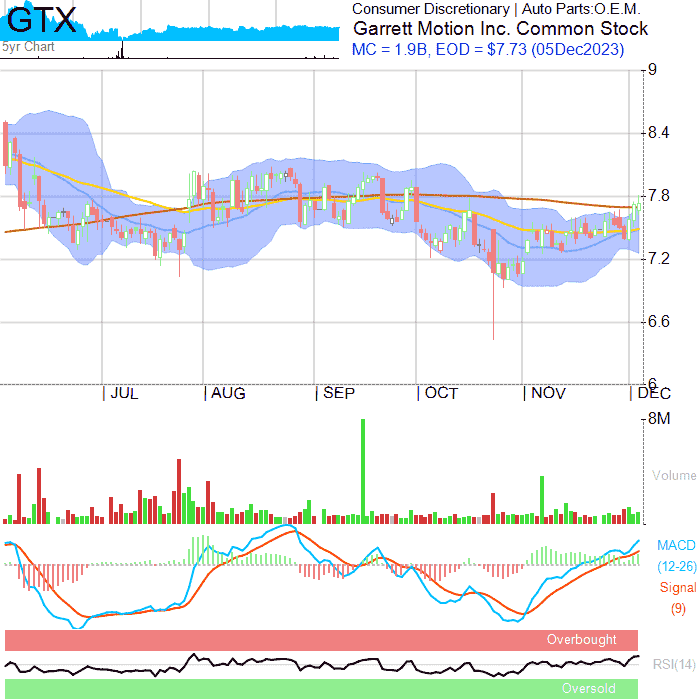 GTX
5yr Chart
Consumer Discretionary | Auto Parts:O.E.M.
Garrett Motion Inc. Common Stock
MC = 1.9B, EOD = $7.73 (05Dec2023)
9
8.4
7.8
7.2
6.6
6
JUL AUG SEP OCT NOV DEC
8M
Volume
MACD
(12-26)
Signal
(9)
Overbought
RSI(14)
Oversold